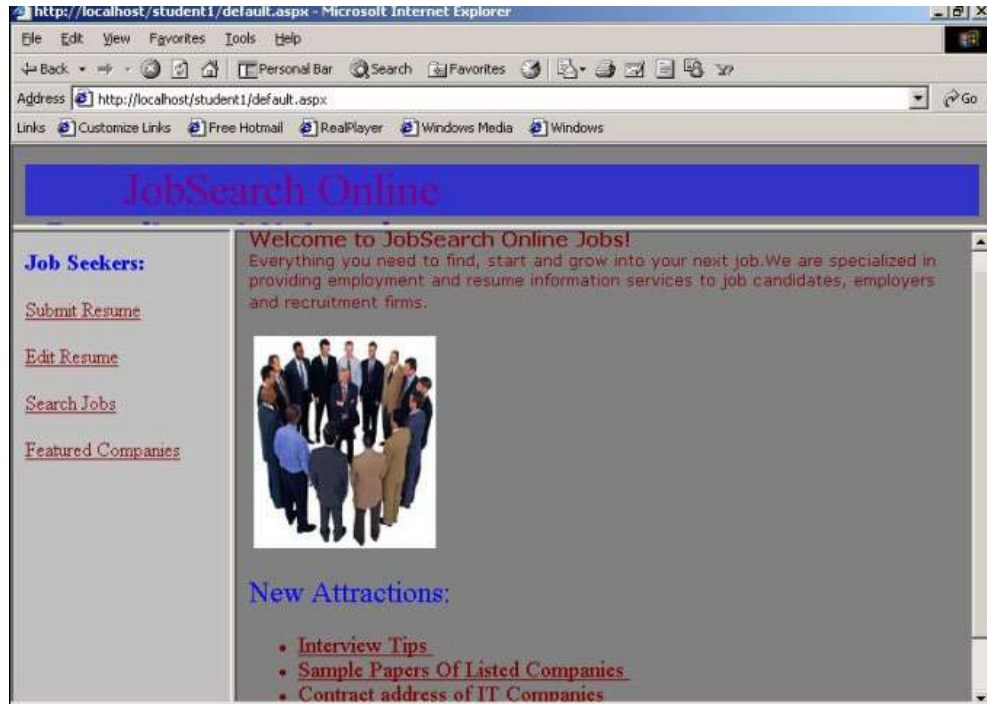 http://localhost/student1/default.aspx - Microsoft Internet Explorer
File Edit View Favorites Tools Help
Back Personal Bar Search Favorites
Address http://localhost/student1/default.aspx Go
Links Customize Links Free Hotmail RealPlayer Windows Media Windows
JobSearch Online
Job Seekers:
Submit Resume
Edit Resume
Search Jobs
Featured Companies
Welcome to JobSearch Online Jobs!
Everything you need to find, start and grow into your next job.We are specialized in
providing employment and resume information services to job candidates, employers
and recruitment firms.
New Attractions:
Interview Tips
Sample Papers Of Listed Companies
Contract address of IT Companies